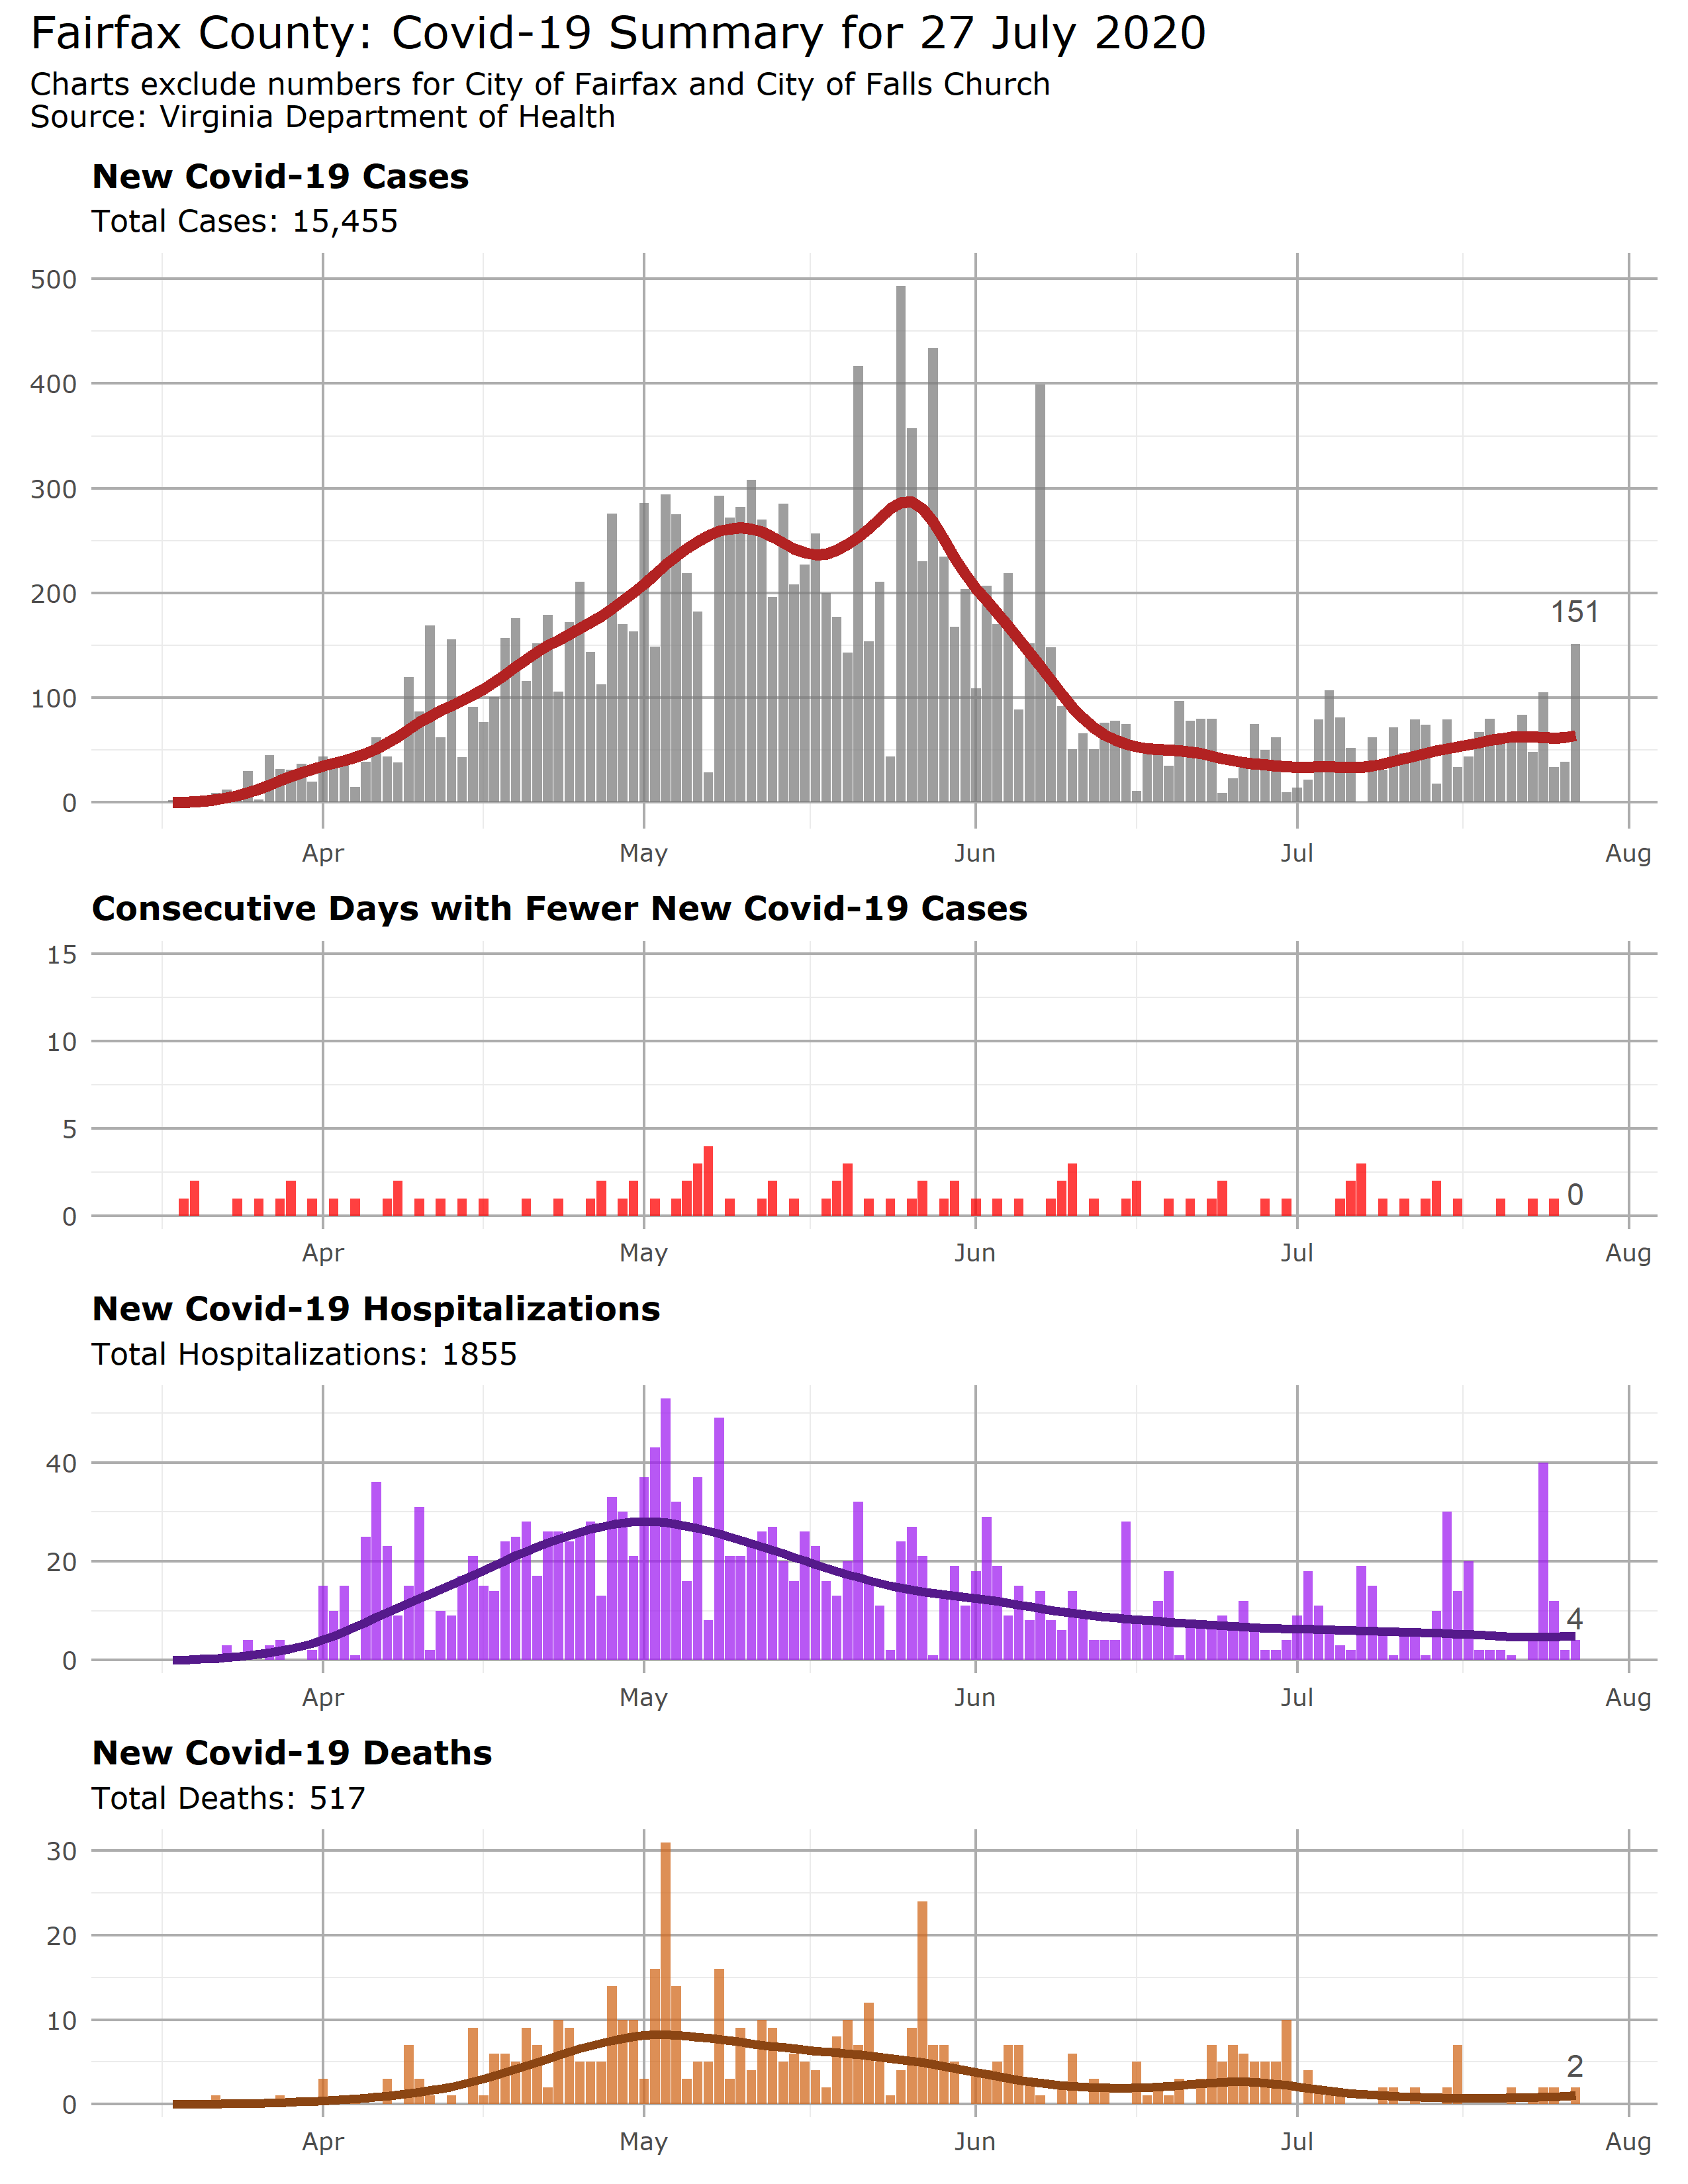 Fairfax County: Covid-19 Summary for 27 July 2020
Charts exclude numbers for City of Fairfax and City of Falls Church
Source: Virginia Department of Health
New Covid-19 Cases
Total Cases: 15,455
500
400
300
200
151
100
0
Apr May Jun Jul Aug
Consecutive Days with Fewer New Covid-19 Cases
15
10
5
0
0
Apr May Jun Jul Aug
New Covid-19 Hospitalizations
Total Hospitalizations: 1855
40
20
4
0
Apr May Jun Jul Aug
New Covid-19 Deaths
Total Deaths: 517
30
20
10
2
0
Apr May Jun Jul Aug